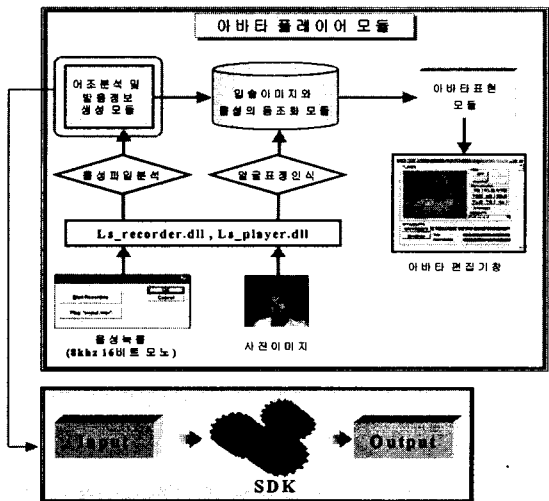 아바타 플레이어 모듈
어조분석 및
발음정보
생성 모듈
입술이미지와
음성의 동조화 모듈
아바타표현
모듈
음성파일분석
얼굴표정인식
Ls_recorder.dll , Ls_player.dll
Start Recording
Cancel
음성녹음
(8khz 16비트 모노)
사진이미지
아바타 편집기창
Input
Output
SDK